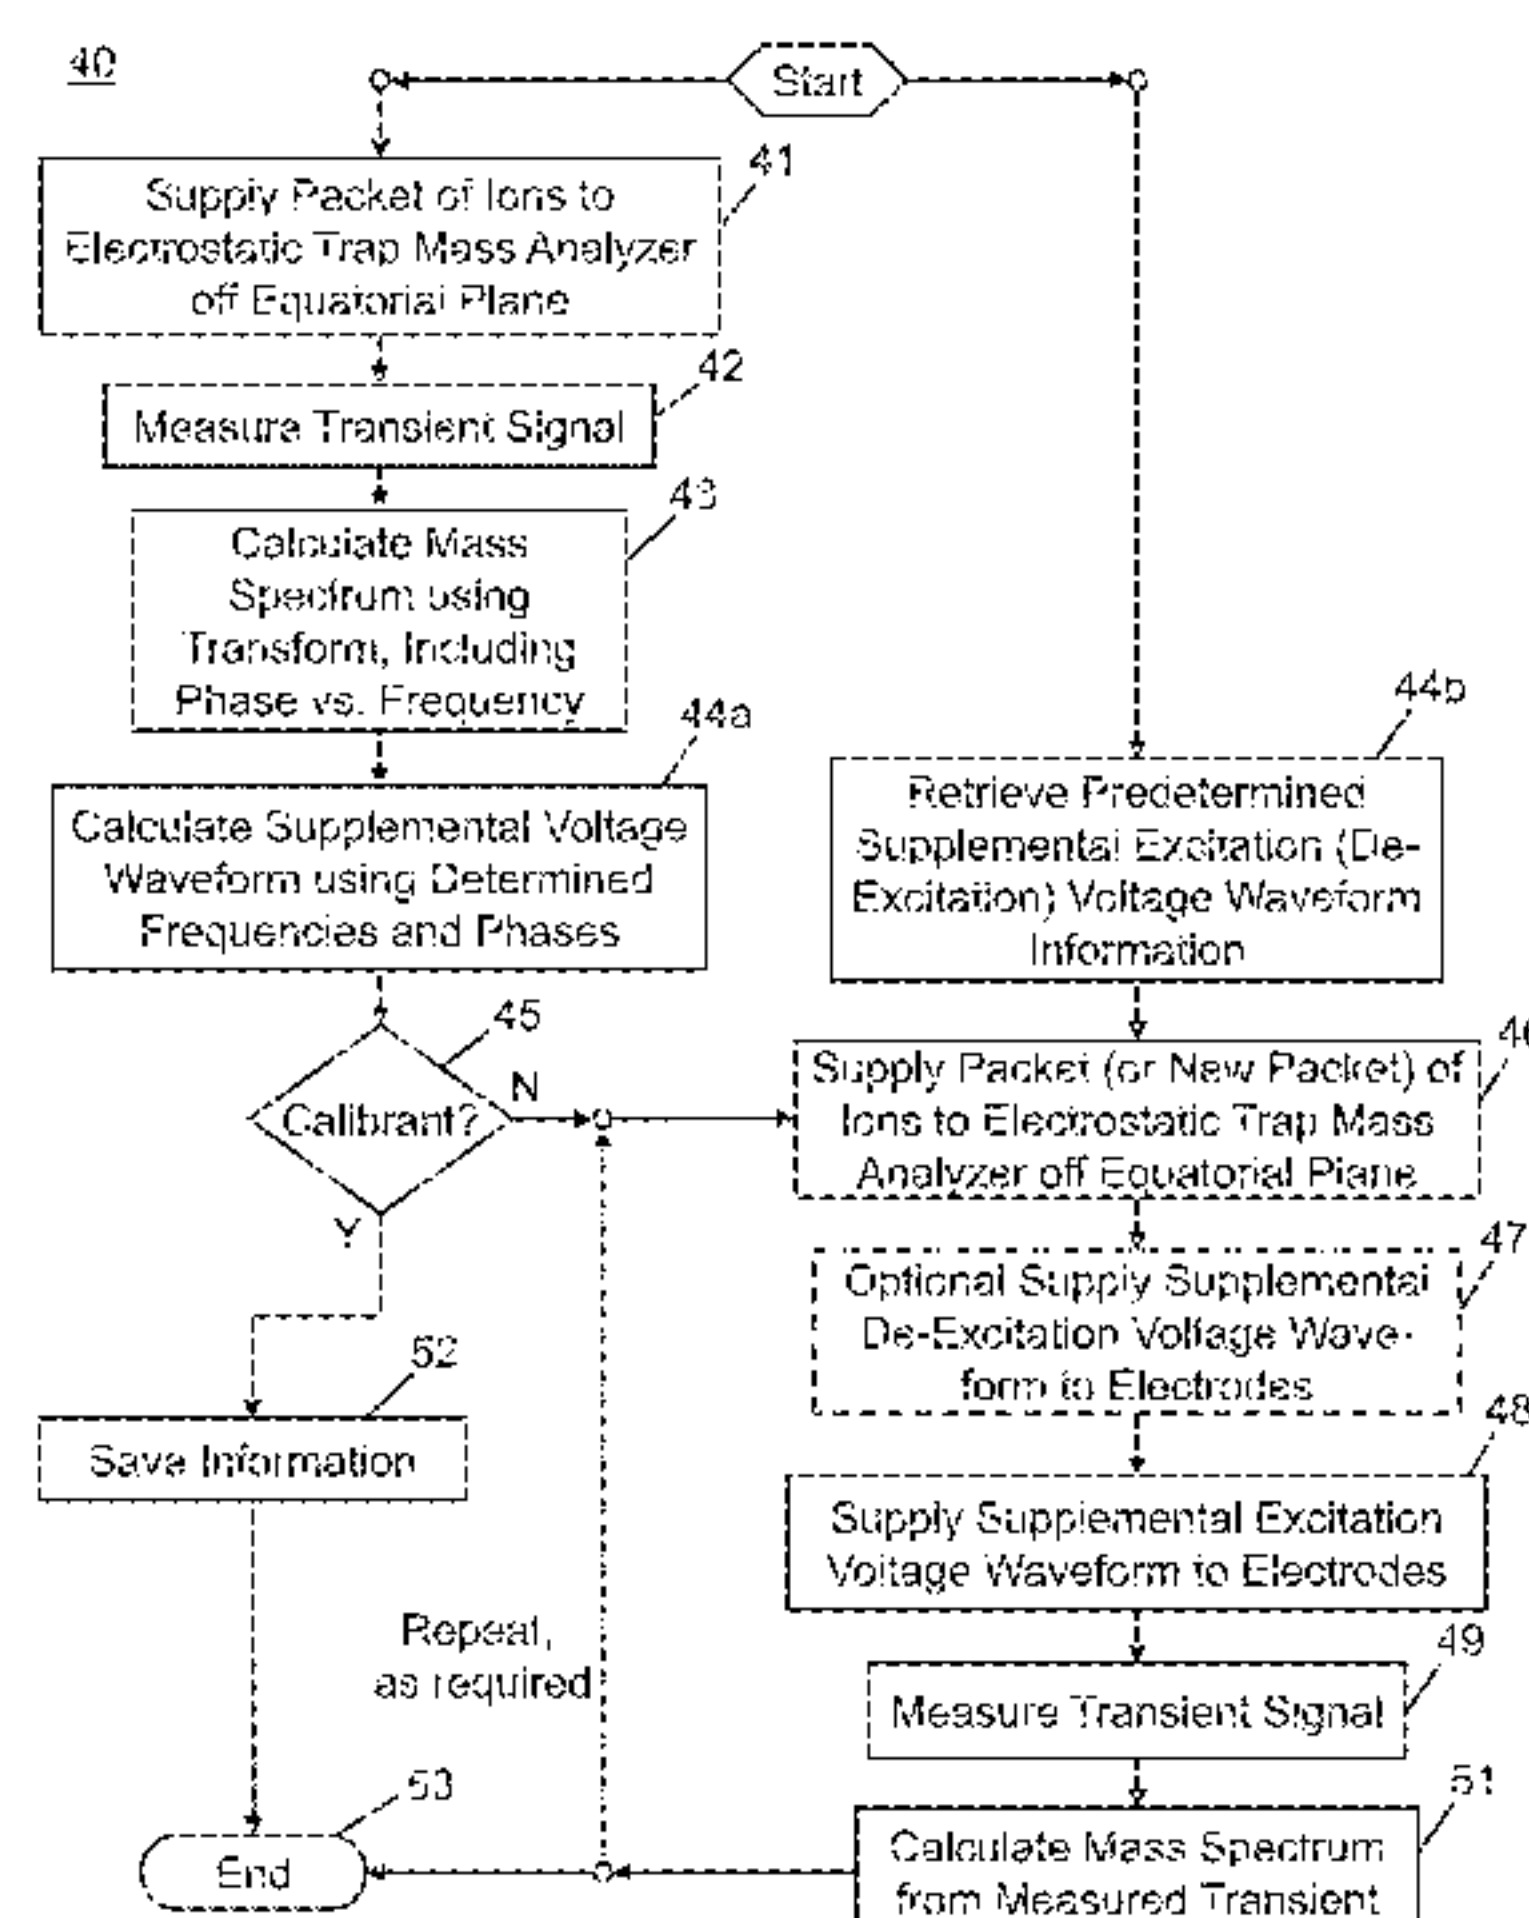 40
Start
41
Supply Packet of Ions to
Electrostatic Trap Mass Analyzer
off Equatorial Plane
42
Measure Transient Signal
43
Calculate Mass
Spectrum using
Transform, Including
Phase vs. Frequency
44a
Calculate Supplemental Voltage
Waveform using Determined
Frequencies and Phases
45
Calibrant?
N
Y
52
Save Information
Repeat,
as required
53
End
44b
Retrieve Predetermined
Supplemental Excitation (De-
Excitation) Voltage Waveform
Information
46
Supply Packet (or New Packet) of
Ions to Electrostatic Trap Mass
Analyzer off Equatorial Plane
47
Optional Supply Supplemental
De-Excitation Voltage Wave-
form to Electrodes
48
Supply Supplemental Excitation
Voltage Waveform to Electrodes
49
Measure Transient Signal
51
Calculate Mass Spectrum
from Measured Transient